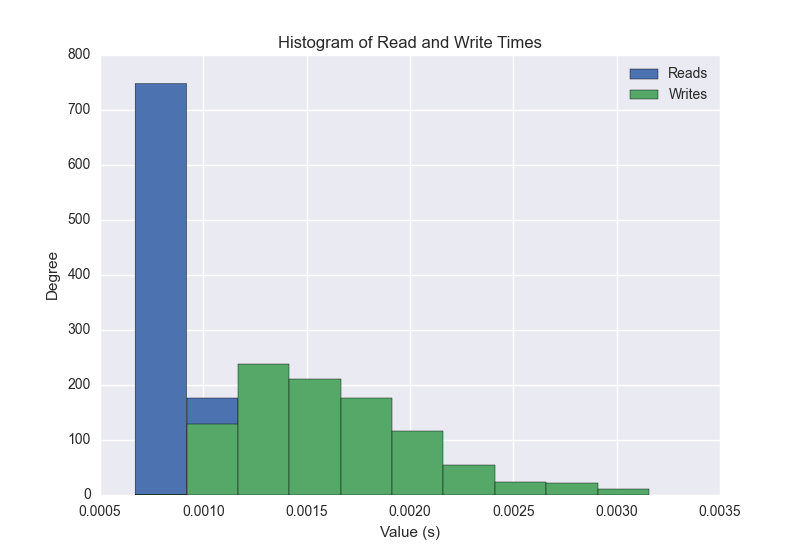 Histogram of Read and Write Times
800
700
600
500
400
300
200
100
0
Degree
Reads
Writes
0.0005 0.0010 0.0015 0.0020 0.0025 0.0030 0.0035
Value (s)